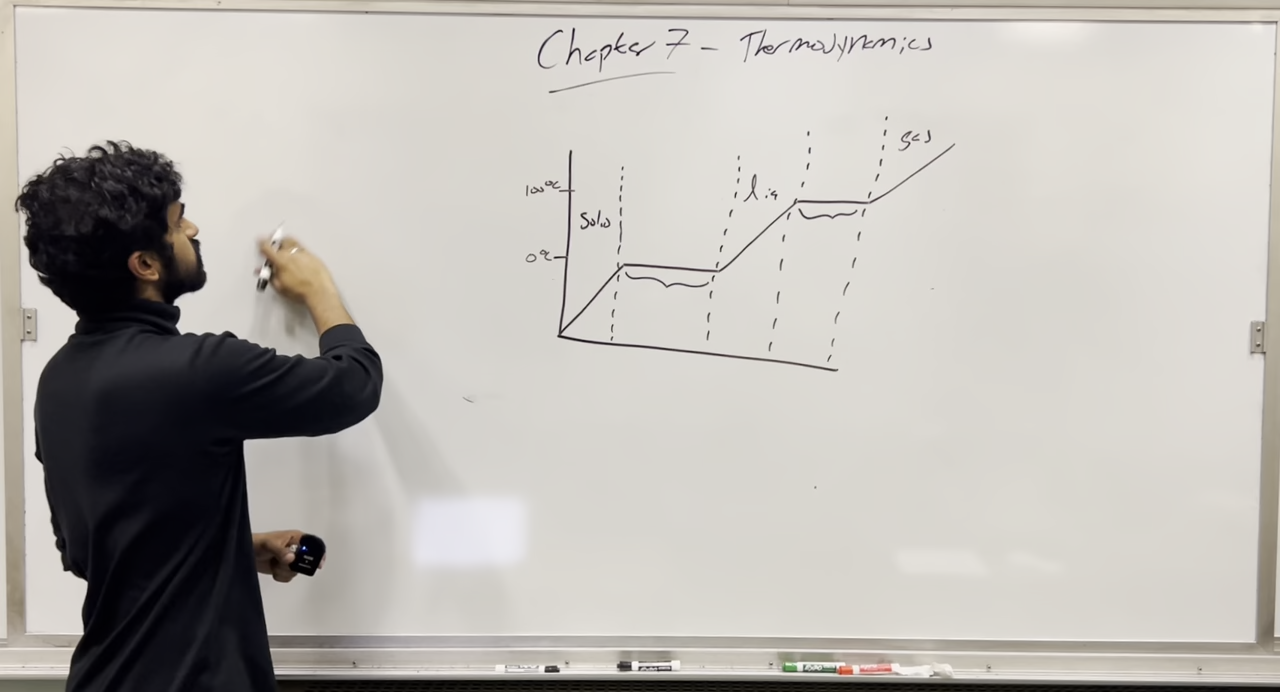 Chapter 7 - Thermodynamics
gas
100°C
liq
Solid
0°C